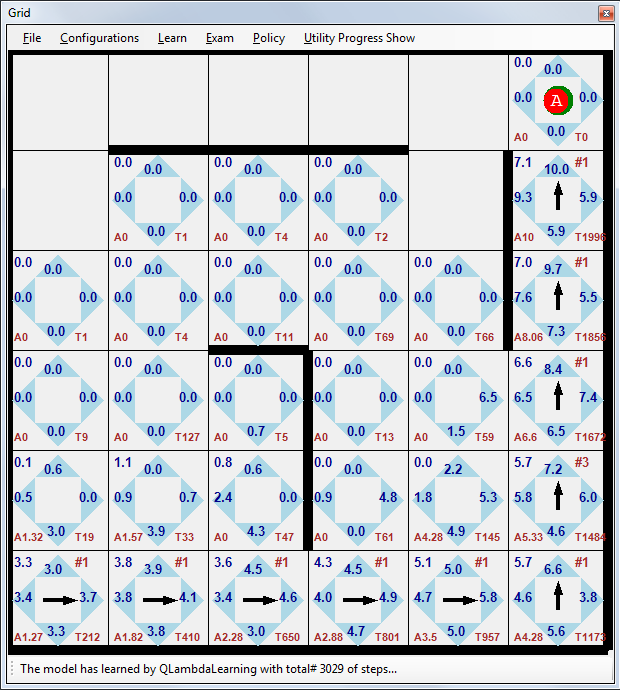 Grid
File Configurations Learn Exam Policy Utility Progress Show
0.0 0.0
0.0 A 0.0
A0 0.0 T0
0.0 0.0 0.0 0.0 0.0 0.0 7.1 10.0 #1
0.0 0.0 0.0 0.0 0.0 0.0 9.3 5.9
A0 0.0 T1 A0 0.0 T4 A0 0.0 T2 A10 5.9 T1996
0.0 0.0 0.0 0.0 0.0 0.0 0.0 0.0 0.0 0.0 7.0 9.7 #1
0.0 0.0 0.0 0.0 0.0 0.0 0.0 0.0 0.0 0.0 7.6 5.5
A0 0.0 T1 A0 0.0 T4 A0 0.0 T11 A0 0.0 T69 A0 0.0 T66 A8.06 7.3 T1856
0.0 0.0 0.0 0.0 0.0 0.0 0.0 0.0 0.0 0.0 6.6 8.4 #1
0.0 0.0 0.0 0.0 0.0 0.0 0.0 0.0 0.0 6.5 6.5 7.4
A0 0.0 T9 A0 0.0 T127 A0 0.7 T5 A0 0.0 T13 A0 1.5 T59 A6.6 6.5 T1672
0.1 0.6 1.1 0.0 0.8 0.6 0.0 0.0 0.0 2.2 5.7 7.2 #3
0.5 0.0 0.9 0.7 2.4 0.0 0.9 4.8 1.8 5.3 5.8 6.0
A1.32 3.0 T19 A1.57 3.9 T33 A0 4.3 T47 A0 0.0 T61 A4.28 4.9 T145 A5.33 4.6 T1484
3.3 3.0 #1 3.8 3.9 #1 3.6 4.5 #1 4.3 4.5 #1 5.1 5.0 #1 5.7 6.6 #1
3.4 3.7 3.8 4.1 3.4 4.6 4.0 4.9 4.7 5.8 4.6 3.8
A1.27 3.3 T212 A1.82 3.8 T410 A2.28 3.0 T650 A2.88 4.7 T801 A3.5 5.0 T957 A4.28 5.6 T1173
The model has learned by QLambdaLearning with total# 3029 of steps...